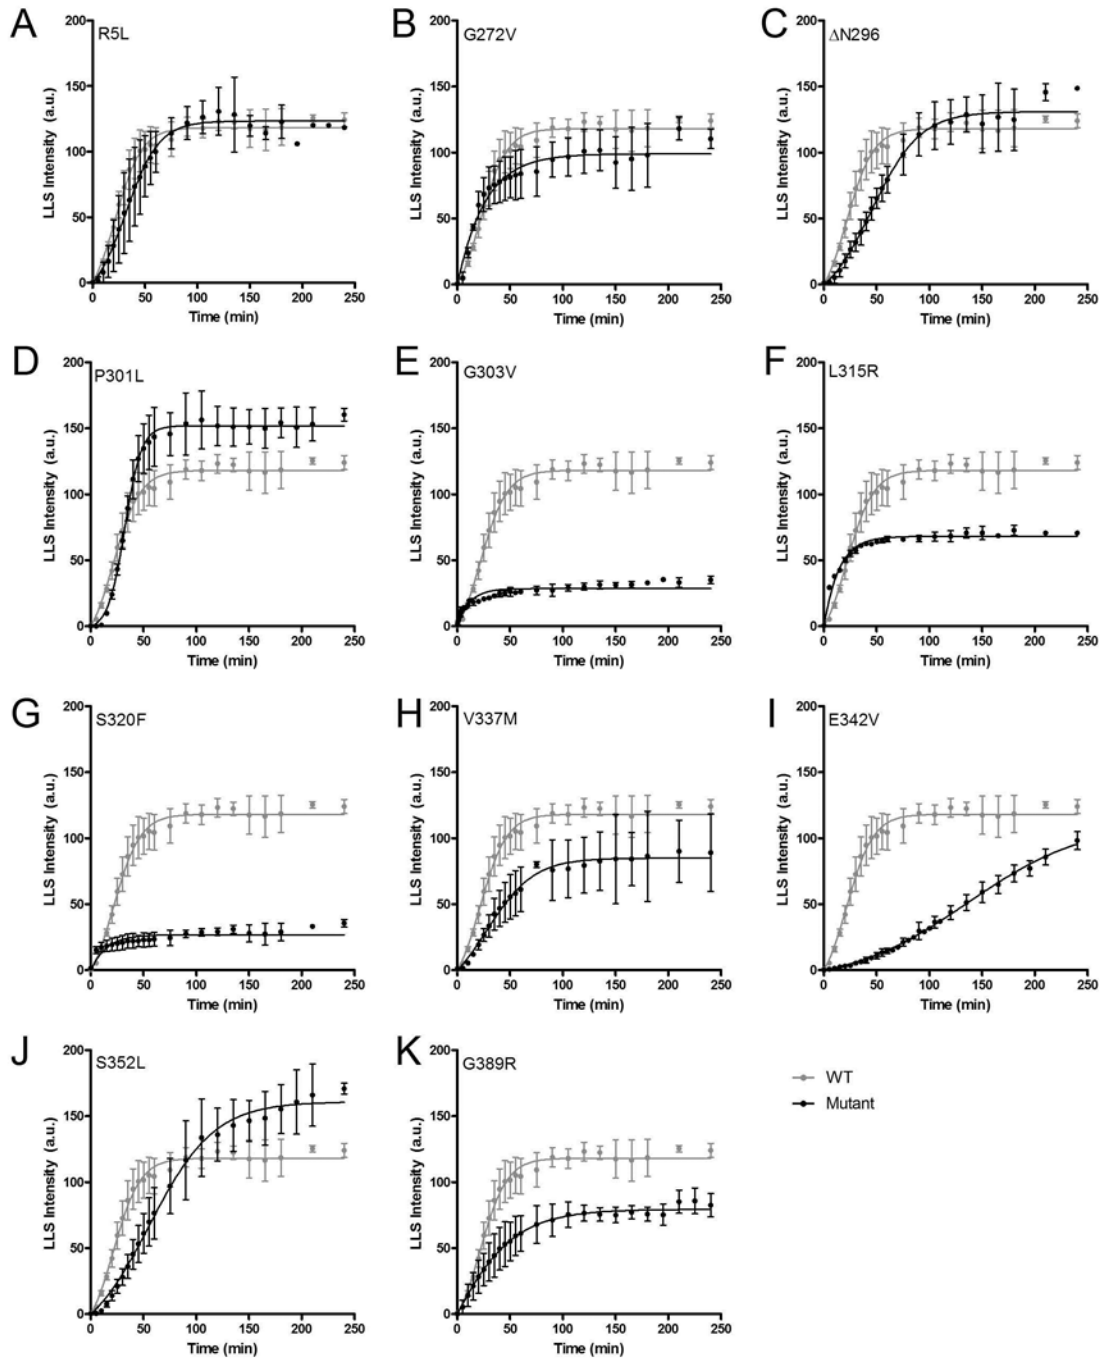 A
R5L
200
150
100
50
0
LLS Intensity (a.u.)
0 50 100 150 200 250
Time (min)
B
G272V
200
150
100
50
0
LLS Intensity (a.u.)
0 50 100 150 200 250
Time (min)
C
ΔN296
200
150
100
50
0
LLS Intensity (a.u.)
0 50 100 150 200 250
Time (min)
D
P301L
200
150
100
50
0
LLS Intensity (a.u.)
0 50 100 150 200 250
Time (min)
E
G303V
200
150
100
50
0
LLS Intensity (a.u.)
0 50 100 150 200 250
Time (min)
F
L315R
200
150
100
50
0
LLS Intensity (a.u.)
0 50 100 150 200 250
Time (min)
G
S320F
200
150
100
50
0
LLS Intensity (a.u.)
0 50 100 150 200 250
Time (min)
H
V337M
200
150
100
50
0
LLS Intensity (a.u.)
0 50 100 150 200 250
Time (min)
I
E342V
200
150
100
50
0
LLS Intensity (a.u.)
0 50 100 150 200 250
Time (min)
J
S352L
200
150
100
50
0
LLS Intensity (a.u.)
0 50 100 150 200 250
Time (min)
K
G389R
200
150
100
50
0
LLS Intensity (a.u.)
0 50 100 150 200 250
Time (min)
WT
Mutant